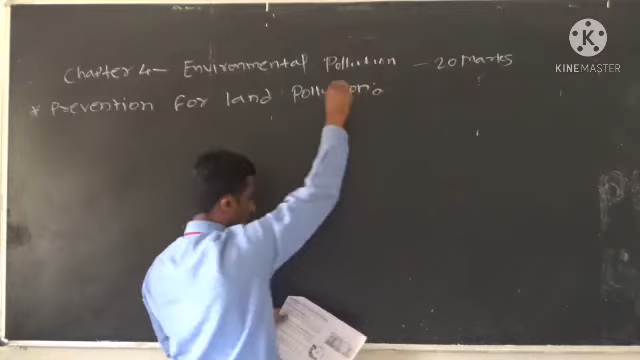 Chapter 4 - Environmental Pollution - 20 Marks
* Prevention for land Pollution:
KINEMASTER